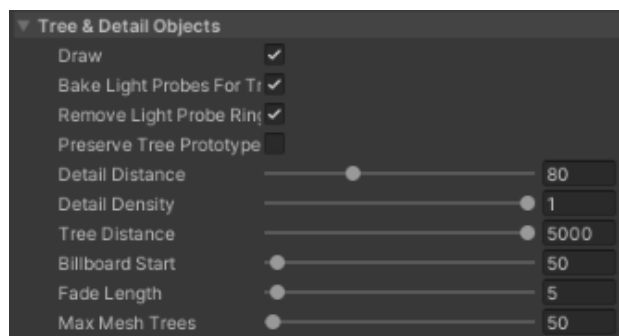 Tree & Detail Objects
Draw
Bake Light Probes For Tr
Remove Light Probe Ring
Preserve Tree Prototype
Detail Distance 80
Detail Density 1
Tree Distance 5000
Billboard Start 50
Fade Length 5
Max Mesh Trees 50